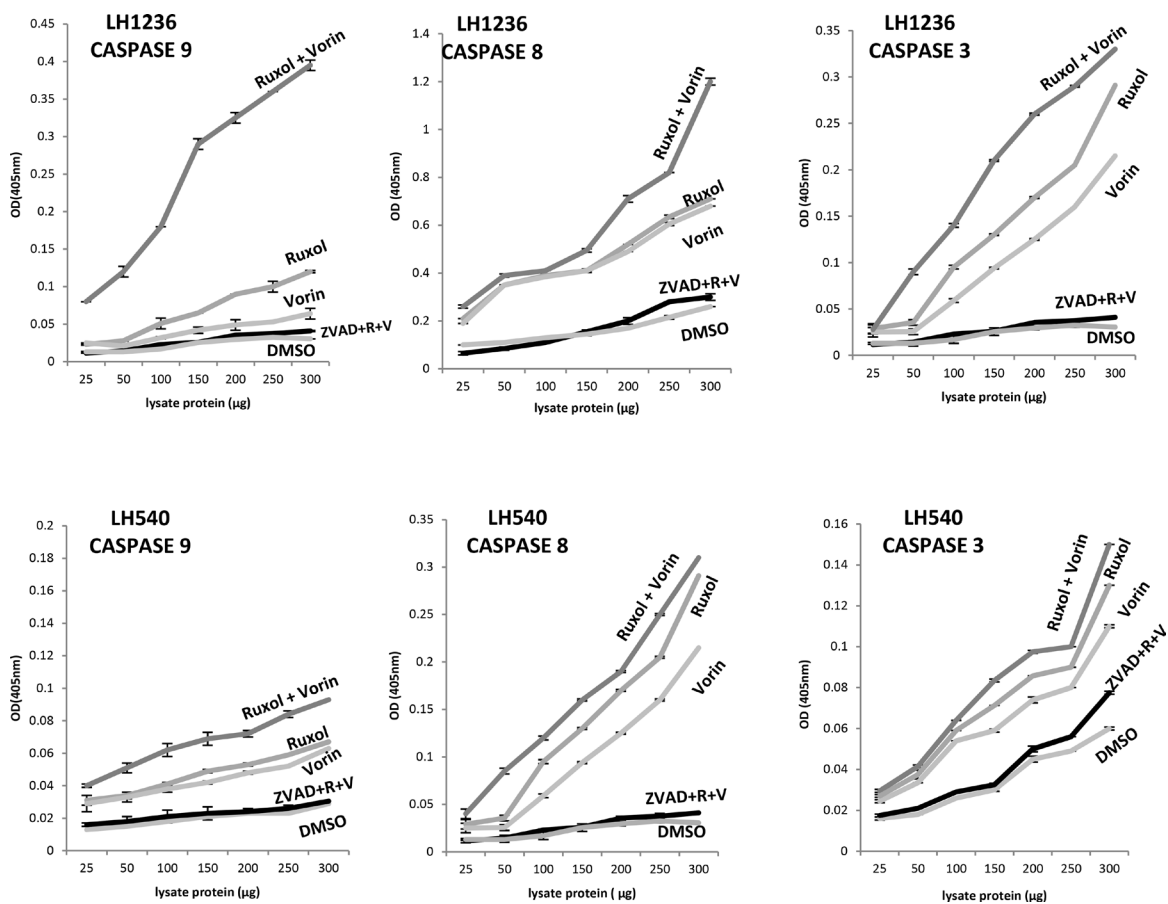 LH1236
CASPASE 9
0.45
0.4
0.35
0.3
0.25
0.2
0.15
0.1
0.05
0
OD(405nm)
Ruxol + Vorin
Ruxol
Vorin
ZVAD+R+V
DMSO
25 50 100 150 200 250 300
lysate protein (µg)
LH1236
CASPASE 8
1.4
1.2
1
0.8
0.6
0.4
0.2
0
OD (405nm)
Ruxol + Vorin
Ruxol
Vorin
ZVAD+R+V
DMSO
25 50 100 150 200 250 300
lysate protein (µg)
LH1236
CASPASE 3
0.35
0.3
0.25
0.2
0.15
0.1
0.05
0
OD (405nm)
Ruxol + Vorin
Ruxol
Vorin
ZVAD+R+V
DMSO
25 50 100 150 200 250 300
lysate protein (µg)
LH540
CASPASE 9
0.2
0.18
0.16
0.14
0.12
0.1
0.08
0.06
0.04
0.02
0
OD(405nm)
Ruxol + Vorin
Ruxol
Vorin
ZVAD+R+V
DMSO
25 50 100 150 200 250 300
lysate protein (µg)
LH540
CASPASE 8
0.35
0.3
0.25
0.2
0.15
0.1
0.05
0
OD (405nm)
Ruxol + Vorin
Ruxol
Vorin
ZVAD+R+V
DMSO
25 50 100 150 200 250 300
lysate protein ( µg)
LH540
CASPASE 3
0.16
0.14
0.12
0.1
0.08
0.06
0.04
0.02
0
OD (405nm)
Ruxol + Vorin
Ruxol
Vorin
ZVAD+R+V
DMSO
25 50 100 150 200 250 300
lysate protein (µg)